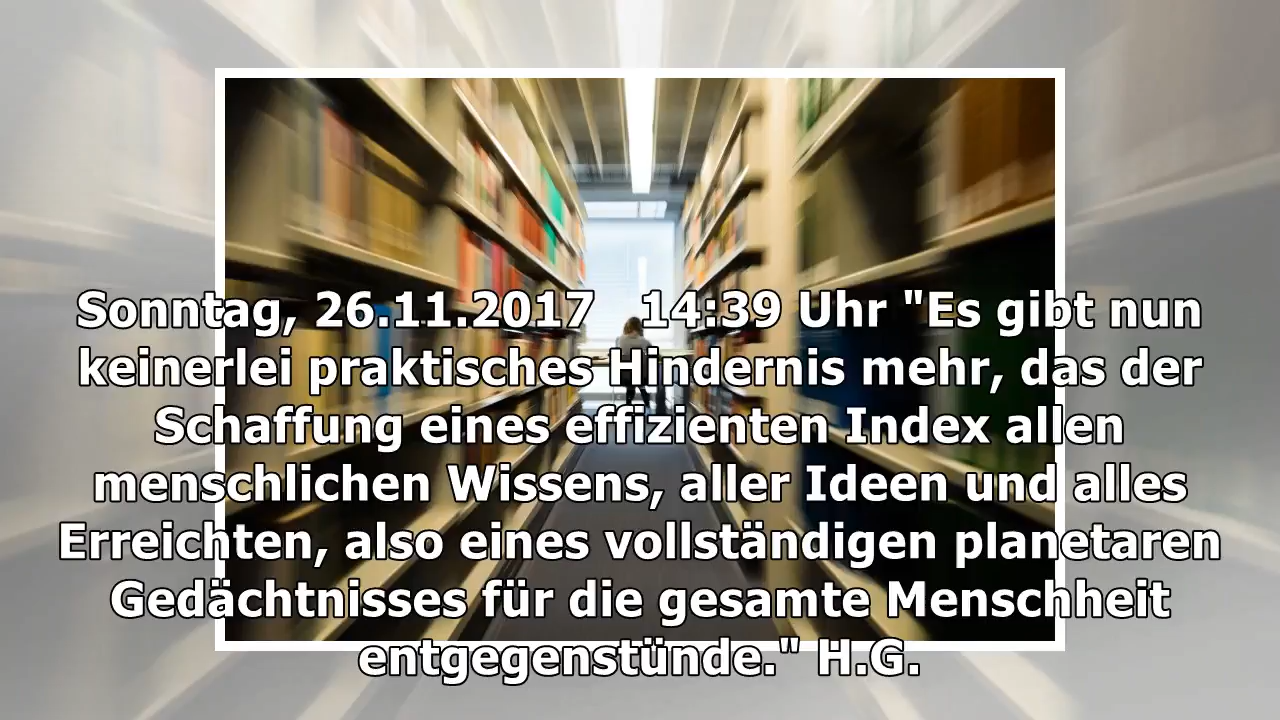 Sonntag, 26.11.2017   14:39 Uhr "Es gibt nun
keinerlei praktisches Hindernis mehr, das der
Schaffung eines effizienten Index allen
menschlichen Wissens, aller Ideen und alles
Erreichten, also eines vollständigen planetaren
Gedächtnisses für die gesamte Menschheit
entgegenstünde." H.G.